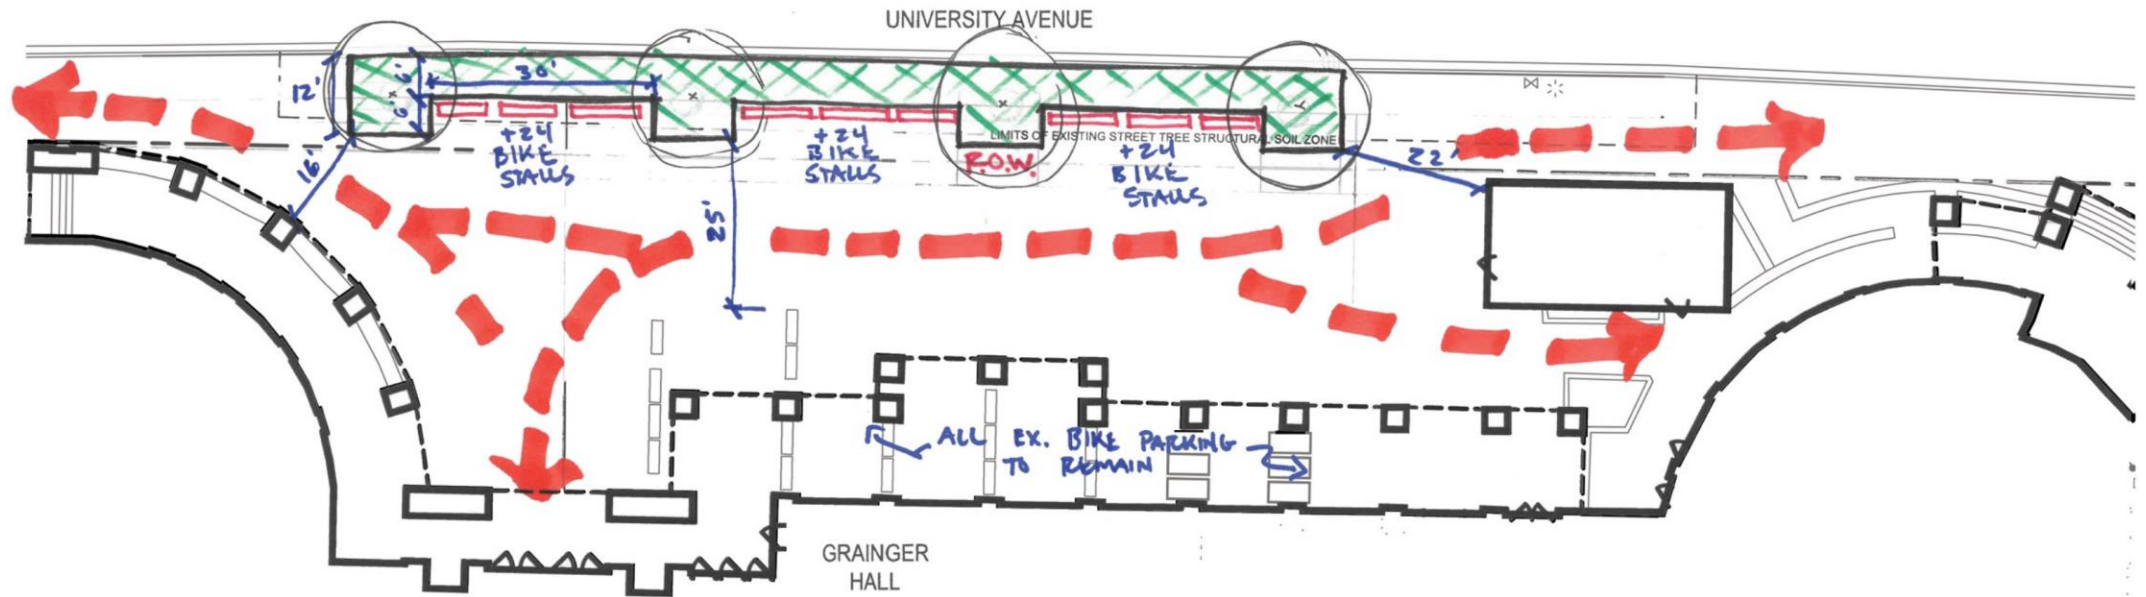 UNIVERSITY AVENUE
12'
6'
6'
30'
+24
BIKE
STALLS
+24
BIKE
STALLS
LIMITS OF EXISTING STREET TREE STRUCTURAL SOIL ZONE
R.O.W.
+24
BIKE
STALLS
16'
22'
25'
ALL EX. BIKE PARKING
TO REMAIN
GRAINGER
HALL